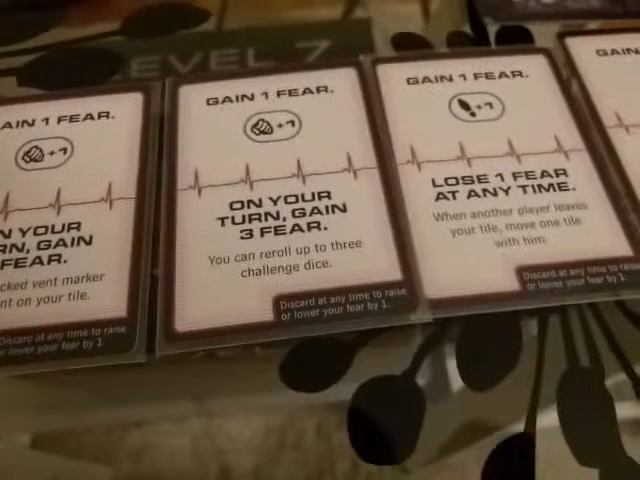 LEVEL 7
GAIN 1 FEAR.
+1
N YOUR
RN, GAIN
FEAR.
cked vent marker
nt on your tile.
Discard at any time to raise
or lower your fear by 1.
GAIN 1 FEAR.
+1
ON YOUR
TURN, GAIN
3 FEAR.
You can reroll up to three
challenge dice.
Discard at any time to raise
or lower your fear by 1.
GAIN 1 FEAR.
+1
LOSE 1 FEAR
AT ANY TIME.
When another player leaves
your tile, move one tile
with him.
Discard at any time to raise
or lower your fear by 1.
GAIN